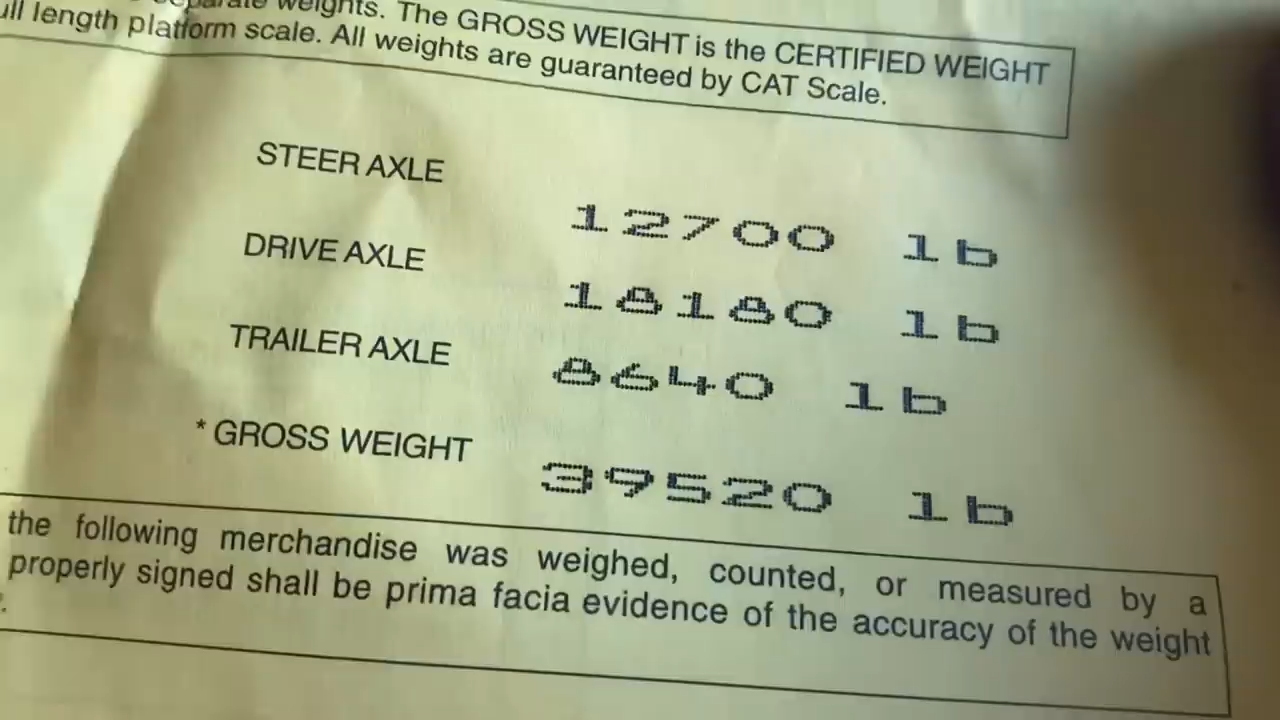 separate weights. The GROSS WEIGHT is the CERTIFIED WEIGHT
full length platform scale. All weights are guaranteed by CAT Scale.
STEER AXLE 12700 lb
DRIVE AXLE 18180 lb
TRAILER AXLE 8640 lb
* GROSS WEIGHT 39520 lb
the following merchandise was weighed, counted, or measured by a
properly signed shall be prima facia evidence of the accuracy of the weight